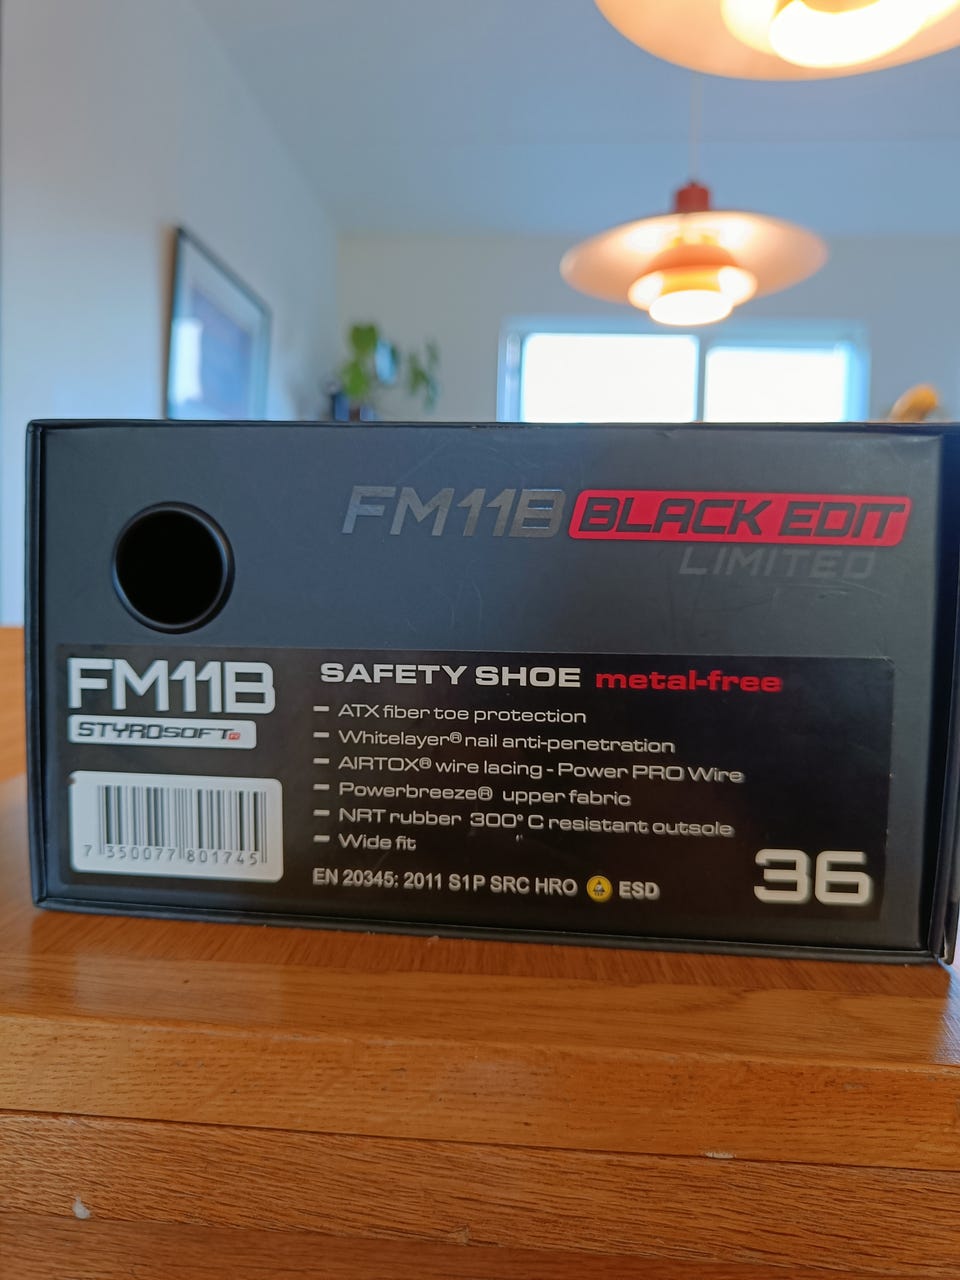 FM11B BLACK EDIT
LIMITED
FM11B
STYROSOFT
7 350077 801745
SAFETY SHOE metal-free
- ATX fiber toe protection
- Whitelayer® nail anti-penetration
- AIRTOX® wire lacing - Power PRO Wire
- Powerbreeze® upper fabric
- NRT rubber 300° C resistant outsole
- Wide fit
EN 20345: 2011 S1P SRC HRO ESD
36